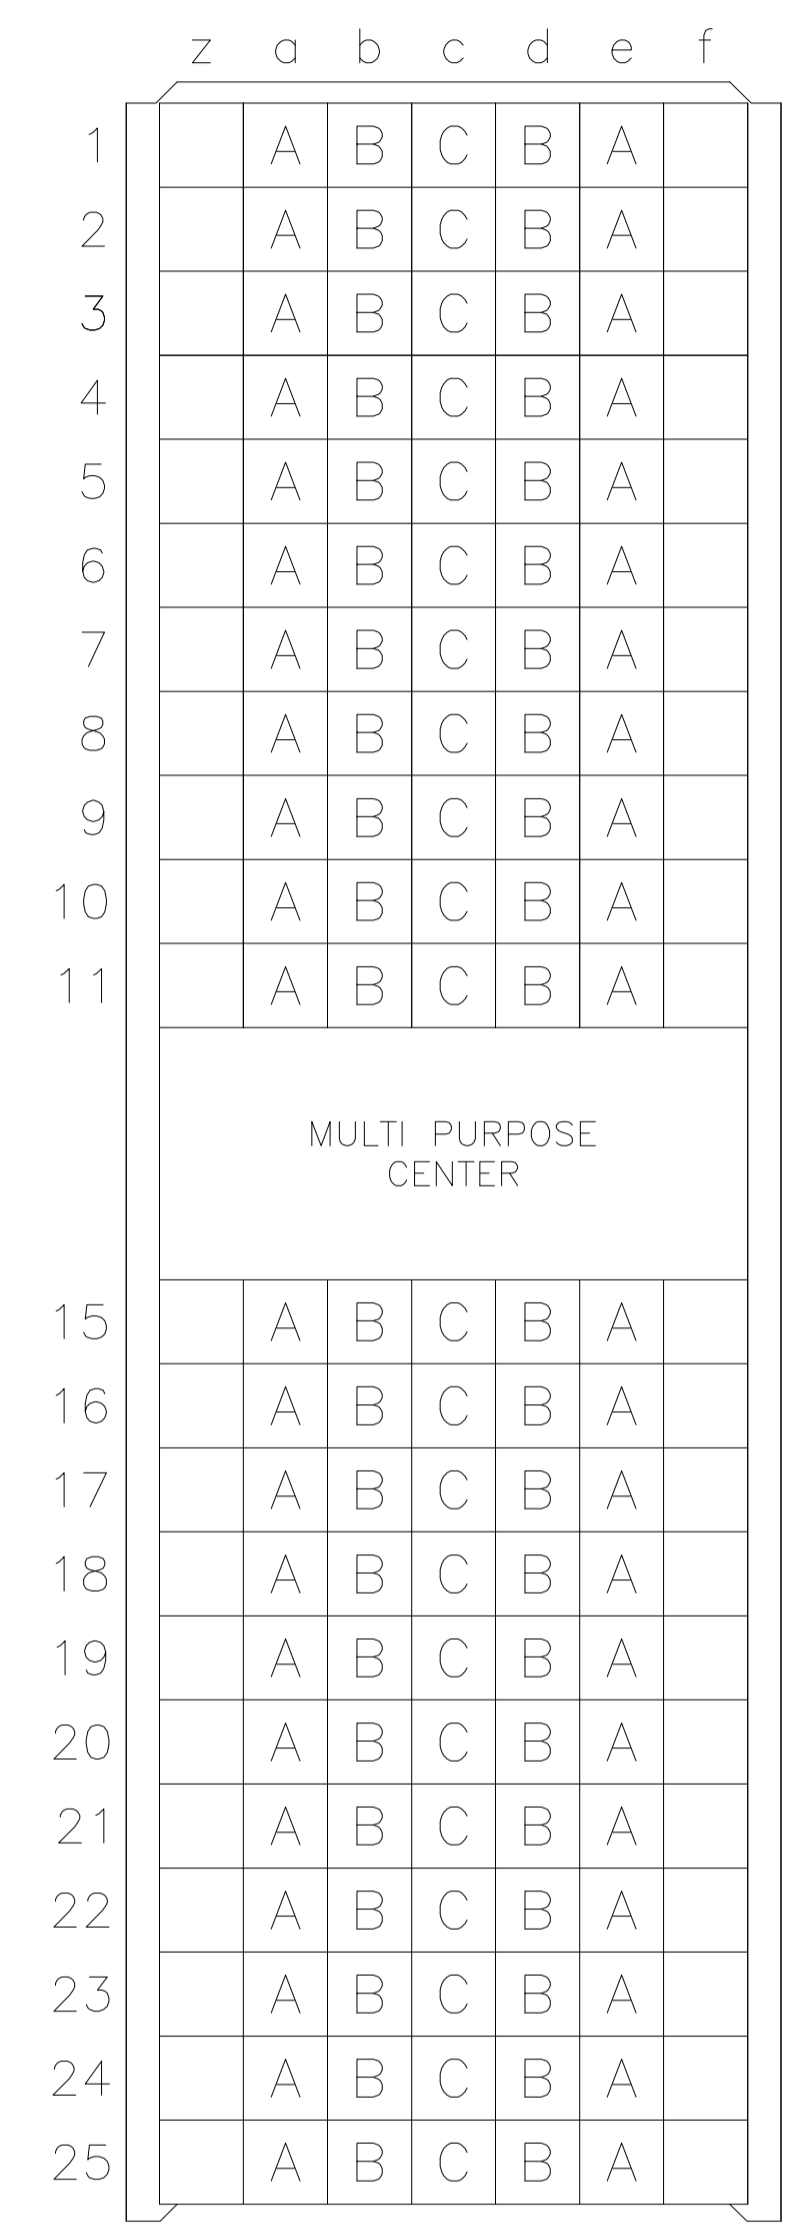 z a b c d e f
1 A B C B A
2 A B C B A
3 A B C B A
4 A B C B A
5 A B C B A
6 A B C B A
7 A B C B A
8 A B C B A
9 A B C B A
10 A B C B A
11 A B C B A
MULTI PURPOSE
CENTER
15 A B C B A
16 A B C B A
17 A B C B A
18 A B C B A
19 A B C B A
20 A B C B A
21 A B C B A
22 A B C B A
23 A B C B A
24 A B C B A
25 A B C B A